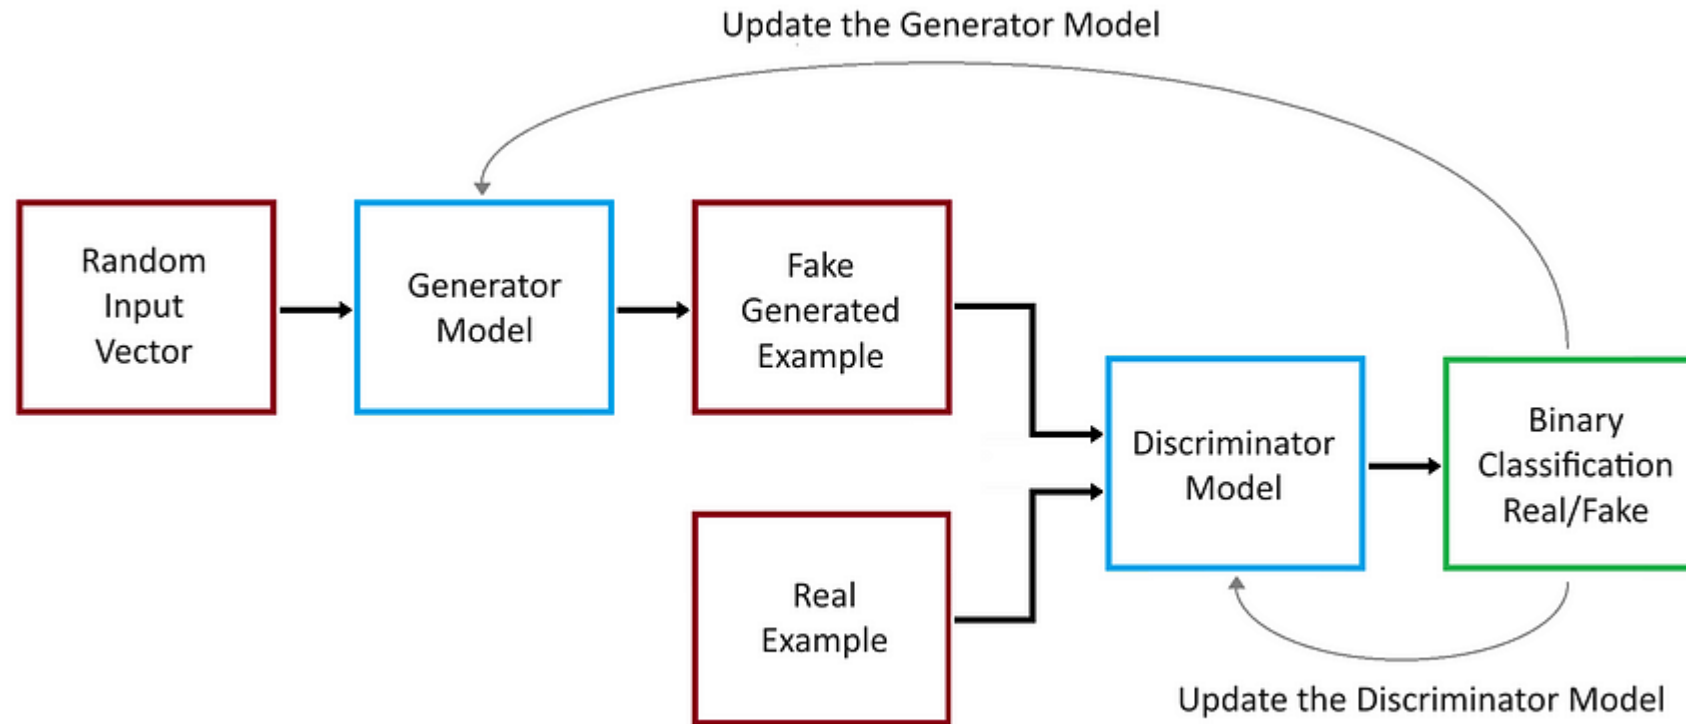 Update the Generator Model
Random
Input
Vector
Generator
Model
Fake
Generated
Example
Real
Example
Discriminator
Model
Binary
Classification
Real/Fake
Update the Discriminator Model